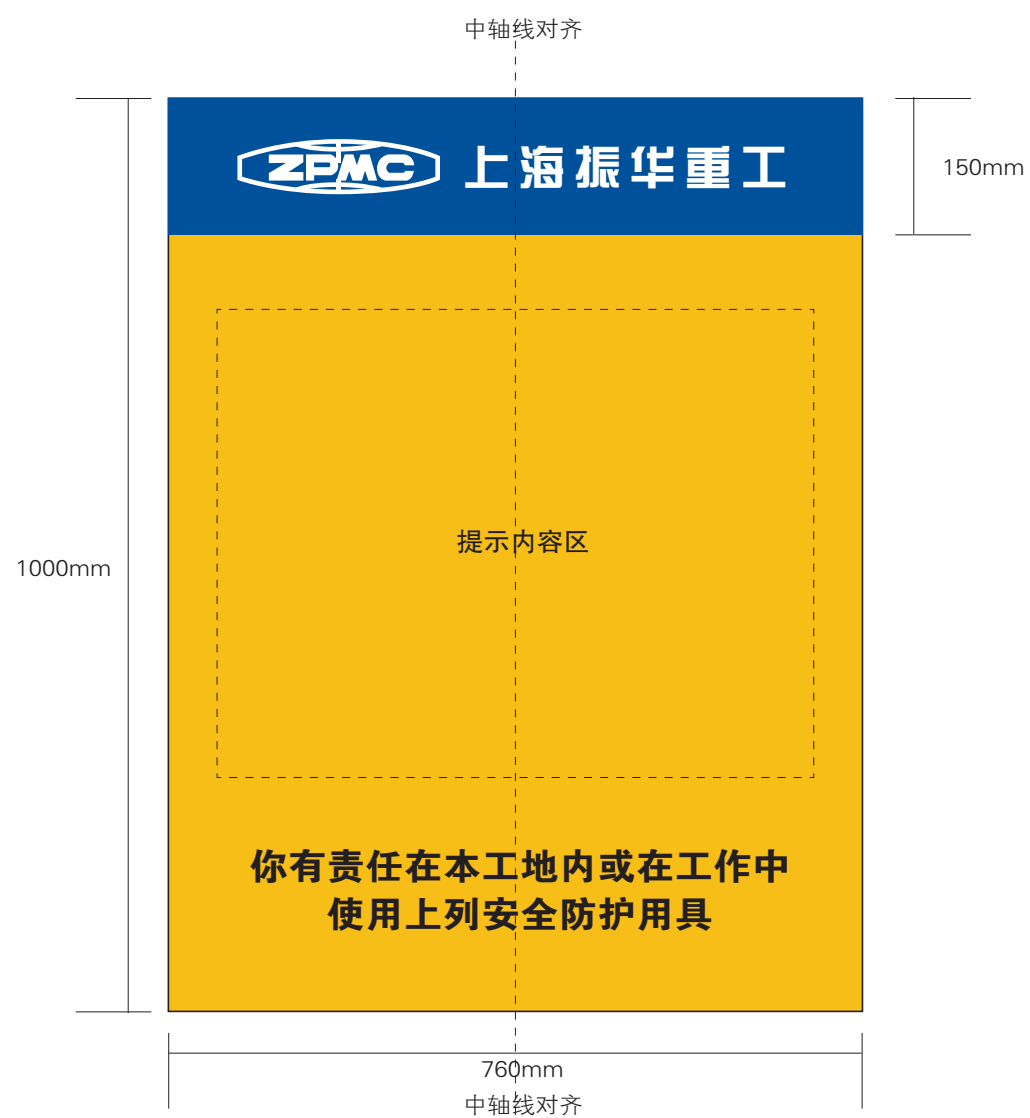 中轴线对齐
ZPMC 上海振华重工
150mm
提示内容区
1000mm
你有责任在本工地内或在工作中
使用上列安全防护用具
760mm
中轴线对齐